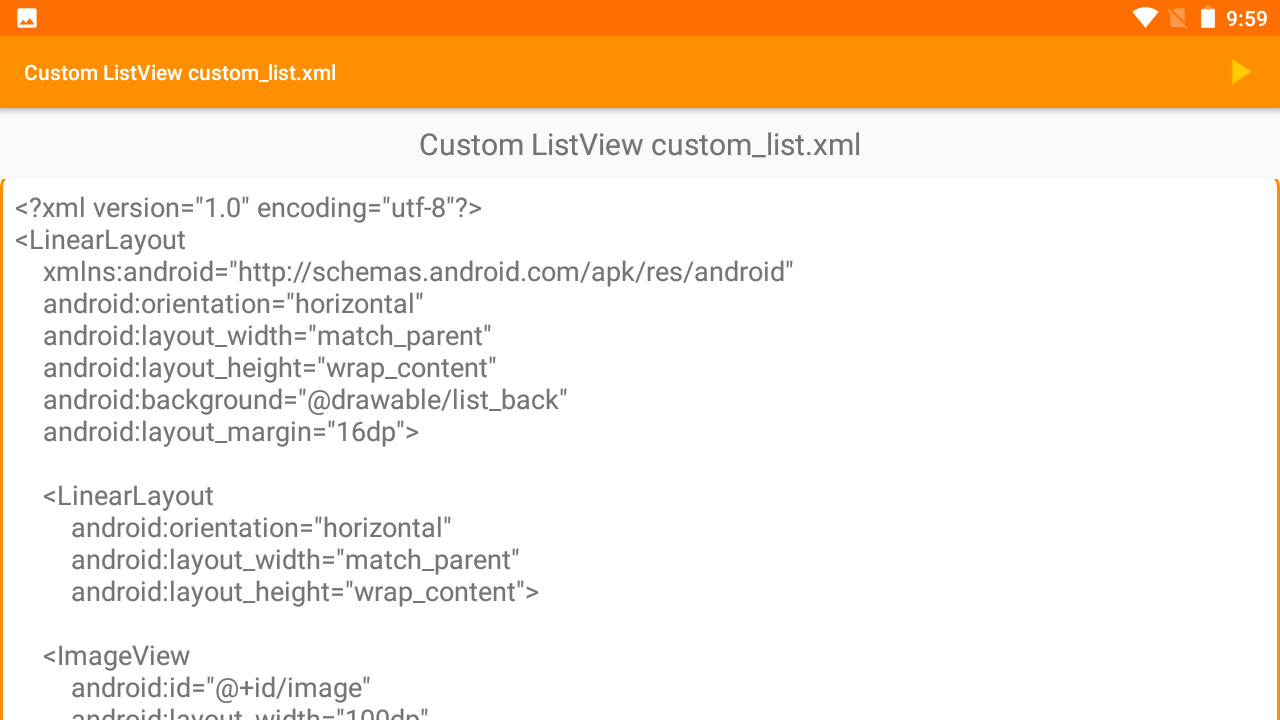 9:59
Custom ListView custom_list.xml
Custom ListView custom_list.xml
<?xml version="1.0" encoding="utf-8"?>
<LinearLayout
    xmlns:android="http://schemas.android.com/apk/res/android"
    android:orientation="horizontal"
    android:layout_width="match_parent"
    android:layout_height="wrap_content"
    android:background="@drawable/list_back"
    android:layout_margin="16dp">

    <LinearLayout
        android:orientation="horizontal"
        android:layout_width="match_parent"
        android:layout_height="wrap_content">

    <ImageView
        android:id="@+id/image"
        android:layout_width="100dp"